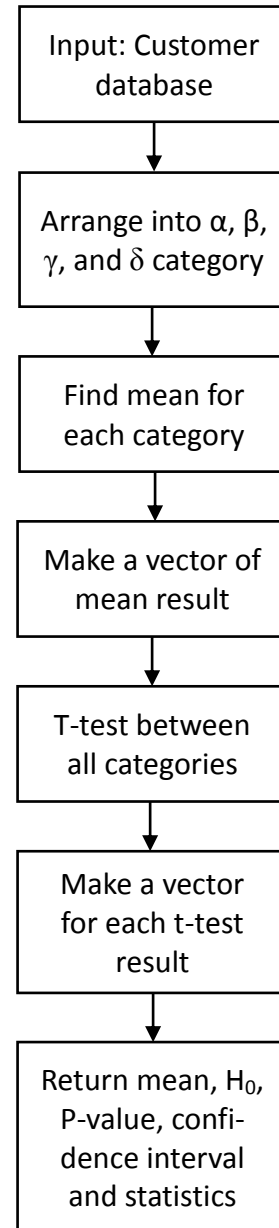 Input: Customer
database
Arrange into α, β,
γ, and δ category
Find mean for
each category
Make a vector of
mean result
T-test between
all categories
Make a vector
for each t-test
result
Return mean, H₀,
P-value, confi-
dence interval
and statistics